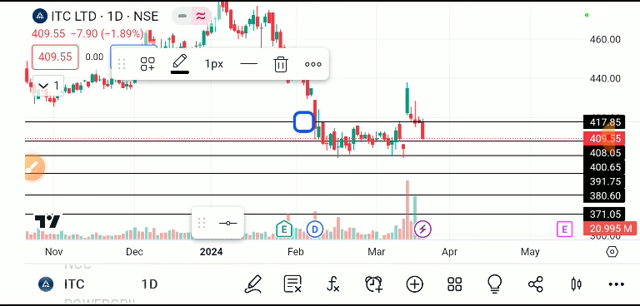 ITC LTD · 1D · NSE
409.55 −7.90 (−1.89%)
409.55 0.00
1px
1
460.00
440.00
417.85
409.55
408.05
400.65
391.75
380.60
371.05
20.995 M
E D E
Nov Dec 2024 Feb Mar Apr May
ITC 1D